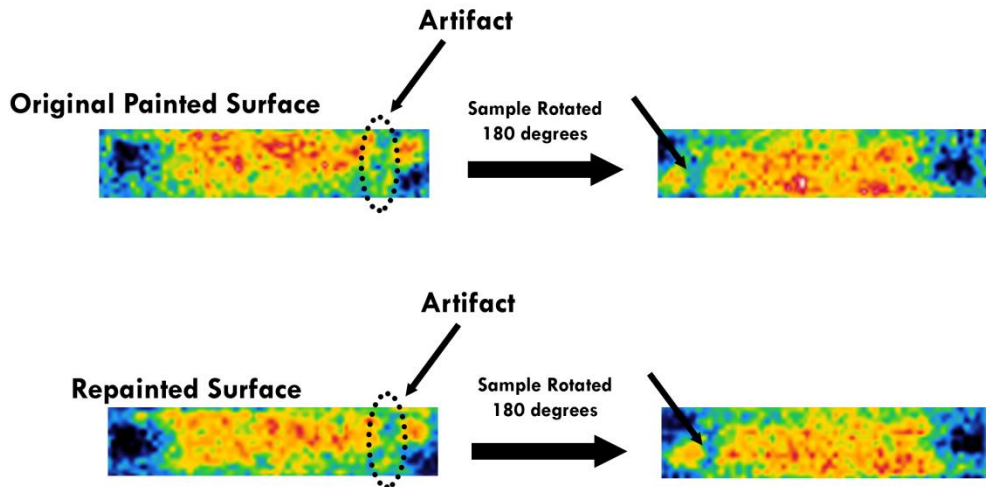 Artifact
Original Painted Surface
Sample Rotated
180 degrees
Artifact
Repainted Surface
Sample Rotated
180 degrees